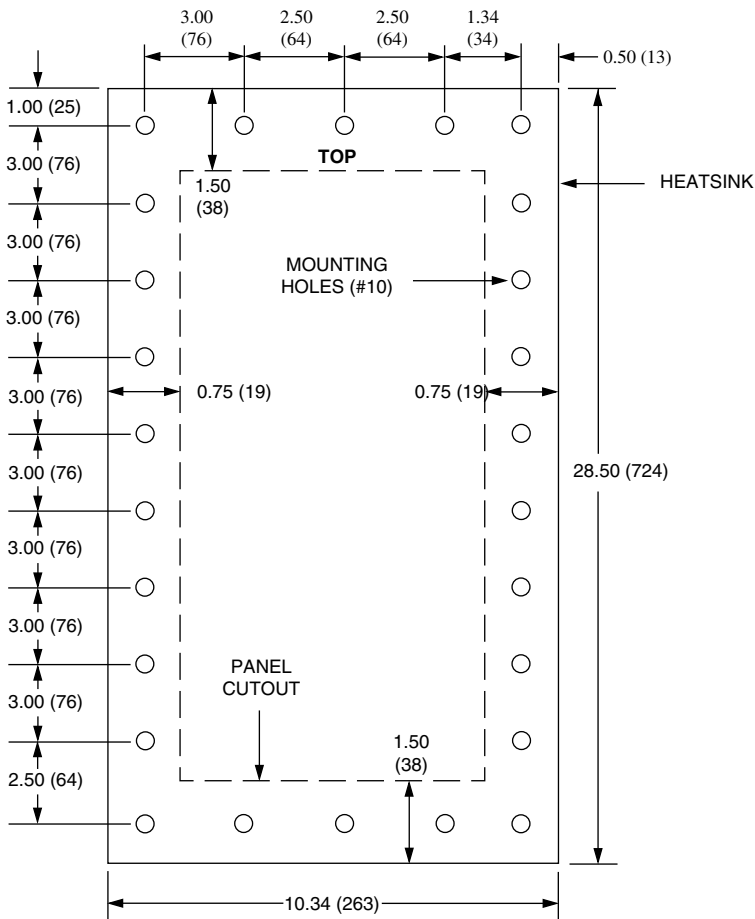 3.00 2.50 2.50 1.34
(76) (64) (64) (34)
0.50 (13)
1.00 (25)
TOP
3.00 (76)
1.50
(38)
HEATSINK
3.00 (76)
MOUNTING
HOLES (#10)
3.00 (76)
3.00 (76)
0.75 (19) 0.75 (19)
3.00 (76)
28.50 (724)
3.00 (76)
3.00 (76)
3.00 (76)
PANEL
CUTOUT
1.50
(38)
2.50 (64)
10.34 (263)